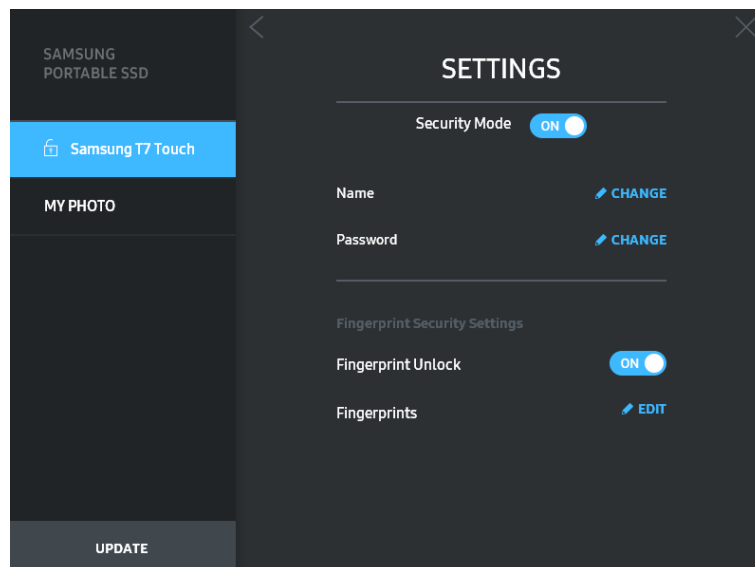 SAMSUNG
PORTABLE SSD
Samsung T7 Touch
MY PHOTO
UPDATE
SETTINGS
Security Mode ON
Name CHANGE
Password CHANGE
Fingerprint Security Settings
Fingerprint Unlock ON
Fingerprints EDIT